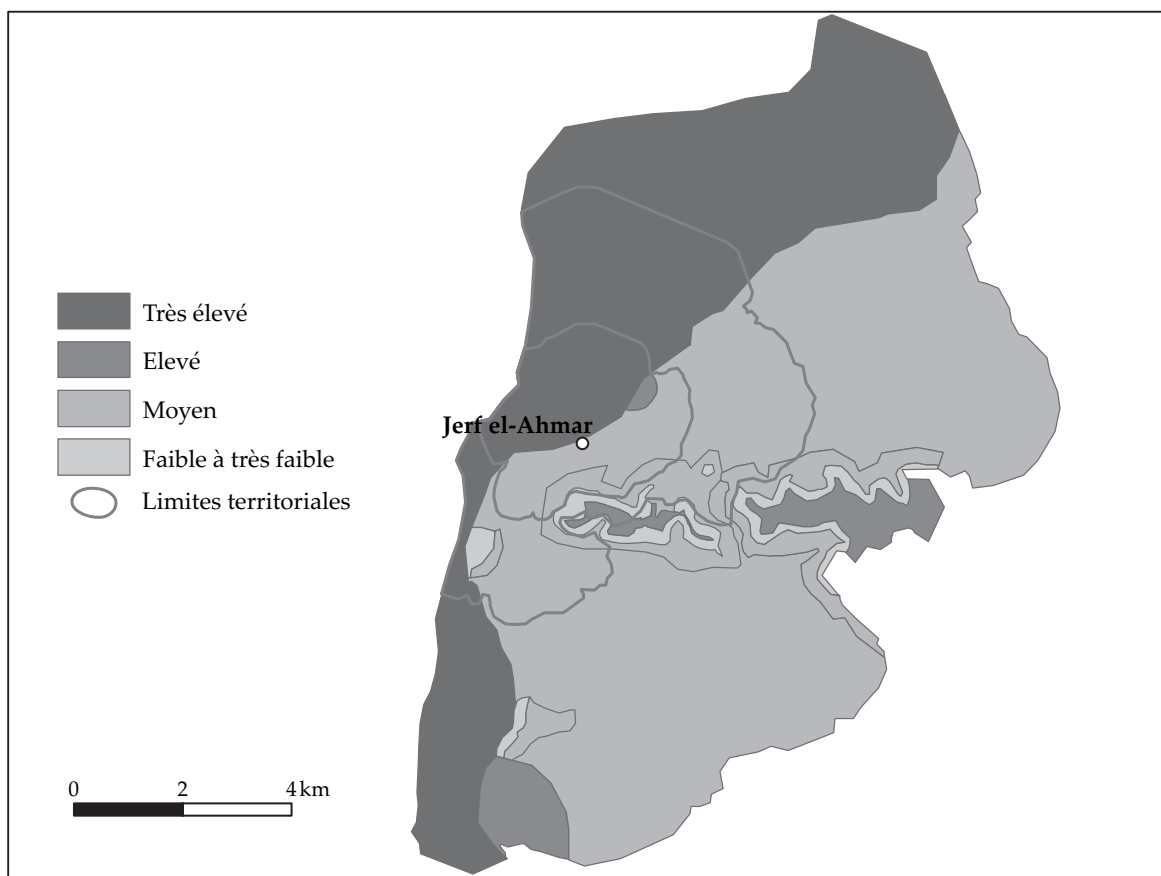 Très élevé
Elevé
Moyen
Faible à très faible
Limites territoriales
Jerf el-Ahmar
0 2 4 km